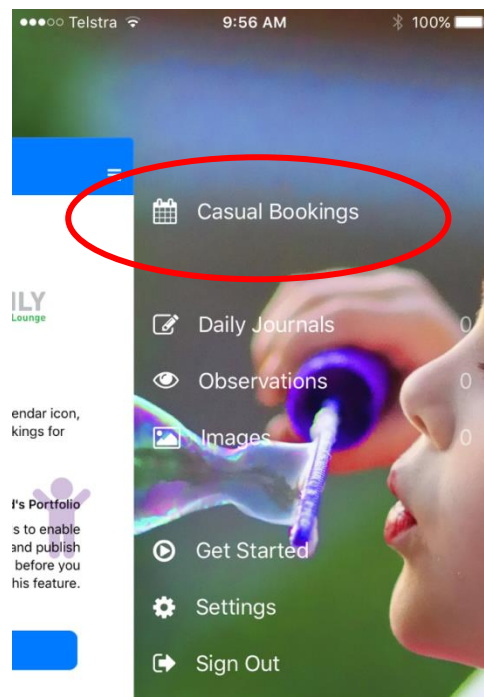 Telstra 9:56 AM 100%
Casual Bookings
ILY
Lounge
Daily Journals 0
Observations 0
Images 0
endar icon,
kings for
d's Portfolio
s to enable
and publish
before you
his feature.
Get Started
Settings
Sign Out